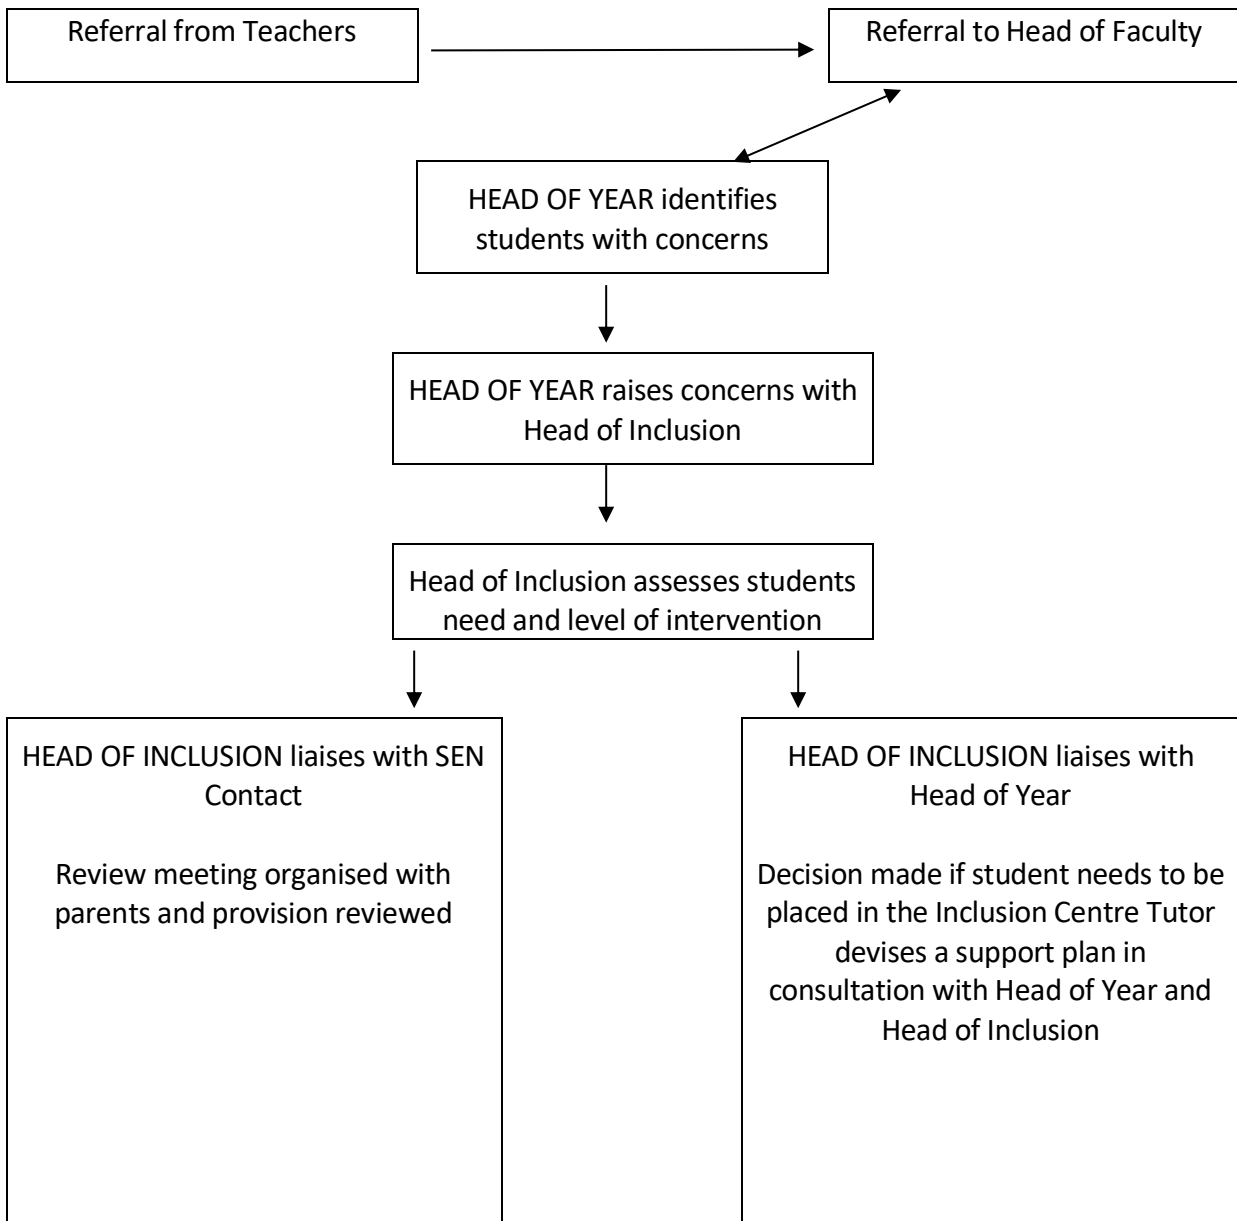 Referral from Teachers
Referral to Head of Faculty
HEAD OF YEAR identifies
students with concerns
HEAD OF YEAR raises concerns with
Head of Inclusion
Head of Inclusion assesses students
need and level of intervention
HEAD OF INCLUSION liaises with SEN
Contact
Review meeting organised with
parents and provision reviewed
HEAD OF INCLUSION liaises with
Head of Year
Decision made if student needs to be
placed in the Inclusion Centre Tutor
devises a support plan in
consultation with Head of Year and
Head of Inclusion